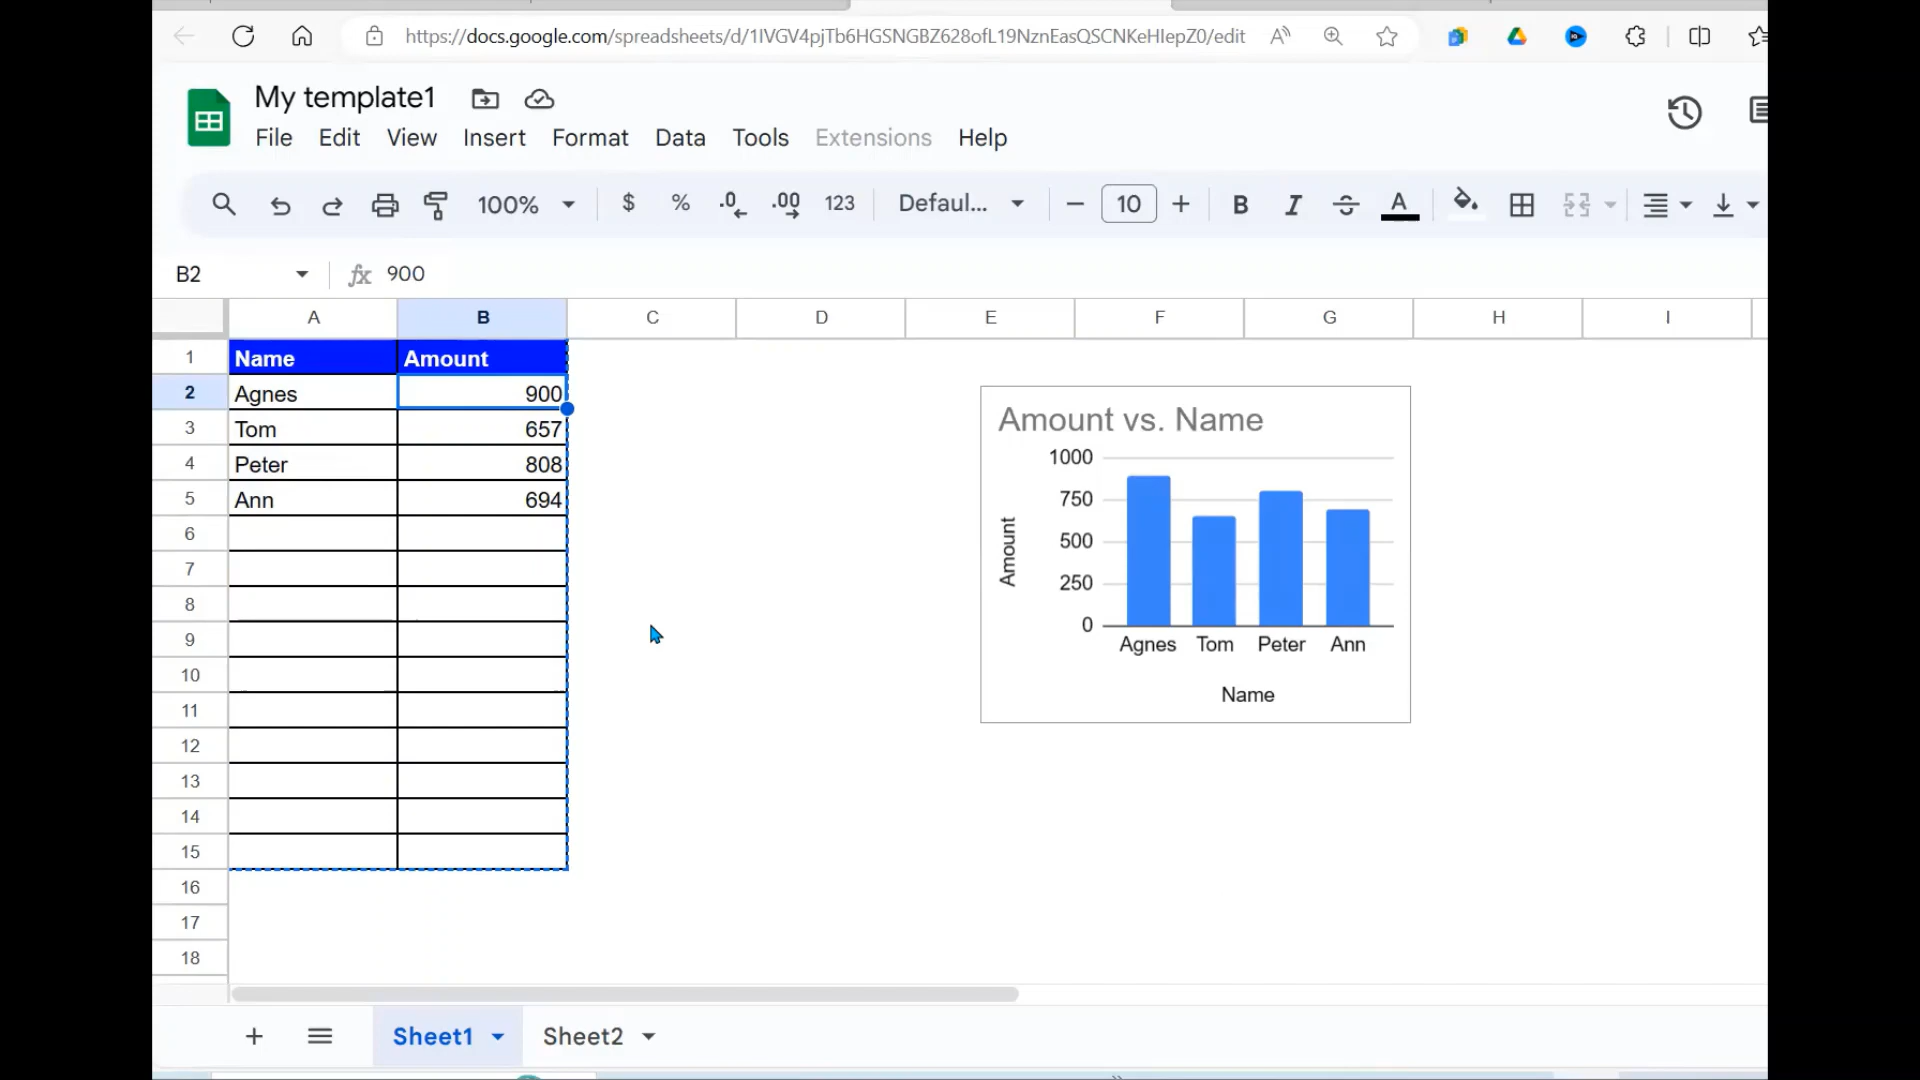 https://docs.google.com/spreadsheets/d/1IVGV4pjTb6HGSNGBZ628ofL19NznEasQSCNKeHIepZ0/edit
My template1
File Edit View Insert Format Data Tools Extensions Help
100% $ % .0 .00 123 Defaul... 10 B I A
B2 fx 900
A B C D E F G H I
1 Name Amount
2 Agnes 900
3 Tom 657
4 Peter 808
5 Ann 694
6
7
8
9
10
11
12
13
14
15
16
17
18
Amount vs. Name
1000
750
500
250
0
Amount
Agnes Tom Peter Ann
Name
Sheet1 Sheet2